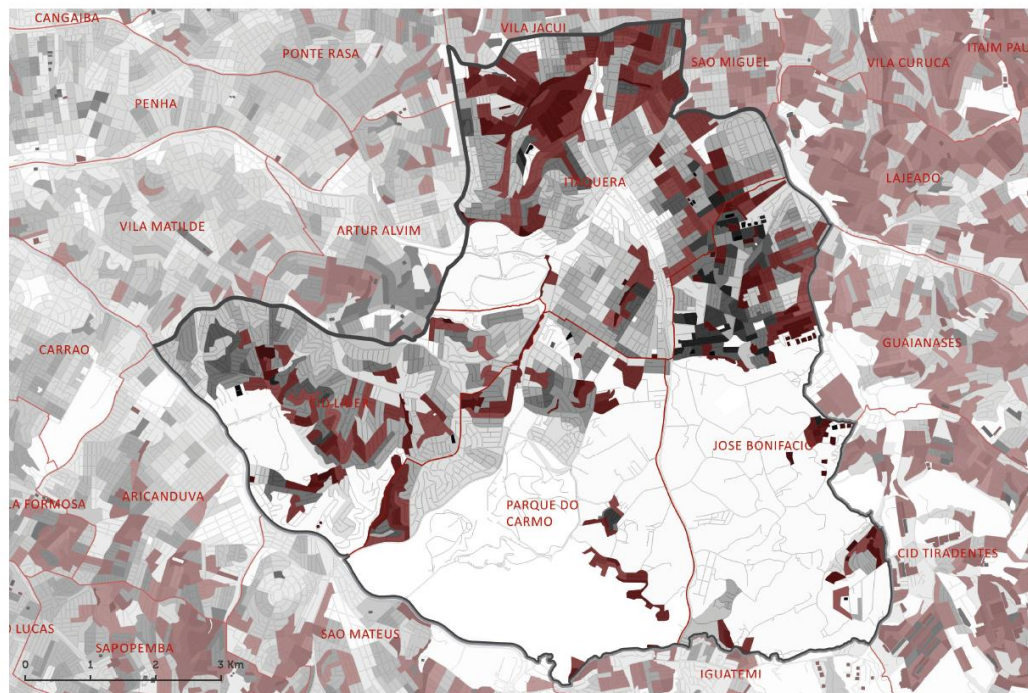 CANGAIBA
PONTE RASA
VILA JACUI
ITAIM PAU
SAO MIGUEL
VILA CURUCA
PENHA
LAJEADO
ITAQUERA
VILA MATILDE
ARTUR ALVIM
CARRAO
GUAIANASES
JOSE BONIFACIO
LA FORMOSA
ARICANDUVA
PARQUE DO
CARMO
CID TIRADENTES
O LUCAS
SAO MATEUS
SAPOPEMBA
0 1 2 3 Km
IGUATEMI